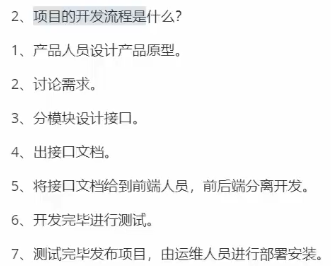 2、项目的开发流程是什么？
1、产品人员设计产品原型。
2、讨论需求。
3、分模块设计接口。
4、出接口文档。
5、将接口文档给到前端人员，前后端分离开发。
6、开发完毕进行测试。
7、测试完毕发布项目，由运维人员进行部署安装。